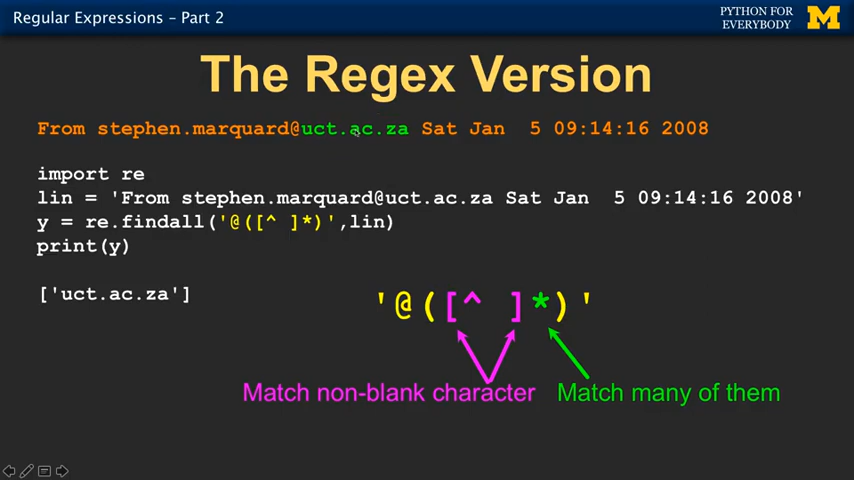 Regular Expressions – Part 2
PYTHON FOR
EVERYBODY
The Regex Version
From stephen.marquard@uct.ac.za Sat Jan  5 09:14:16 2008
import re
lin = 'From stephen.marquard@uct.ac.za Sat Jan  5 09:14:16 2008'
y = re.findall('@([^ ]*)',lin)
print(y)
['uct.ac.za']
'@([^ ]*)'
Match non-blank character
Match many of them